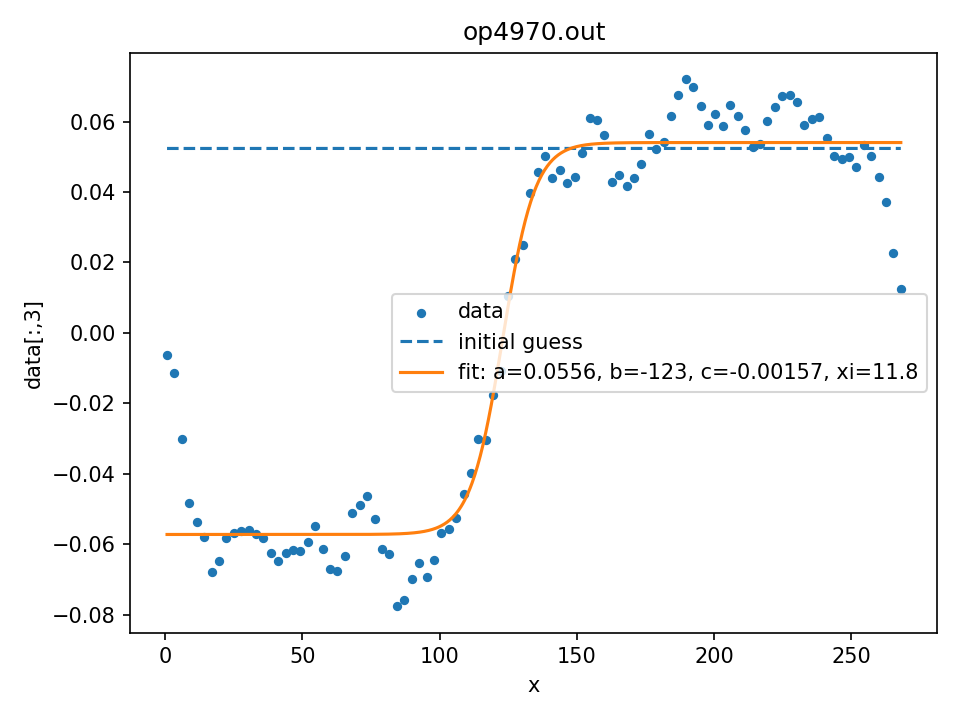 op4970.out
data[:,3]
0.06
0.04
0.02
0.00
−0.02
−0.04
−0.06
−0.08
data
initial guess
fit: a=0.0556, b=-123, c=-0.00157, xi=11.8
0 50 100 150 200 250
x